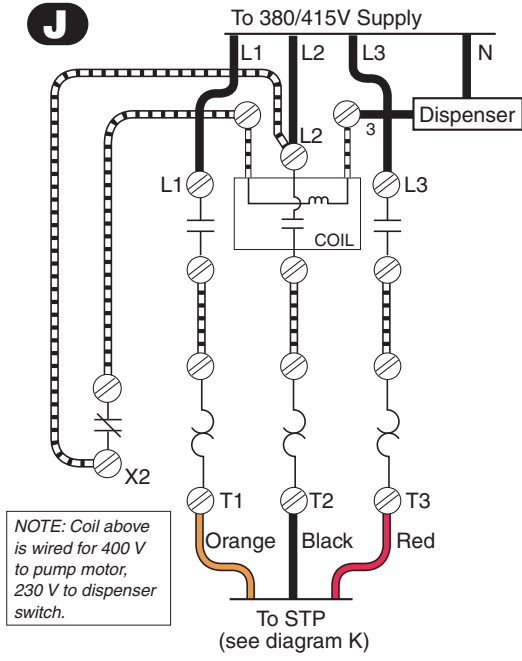 J
To 380/415V Supply
L1
L2
L3
N
3
Dispenser
L2
L1
L3
COIL
X2
T1
T2
T3
NOTE: Coil above
is wired for 400 V
to pump motor,
230 V to dispenser
switch.
Orange
Black
Red
To STP
(see diagram K)